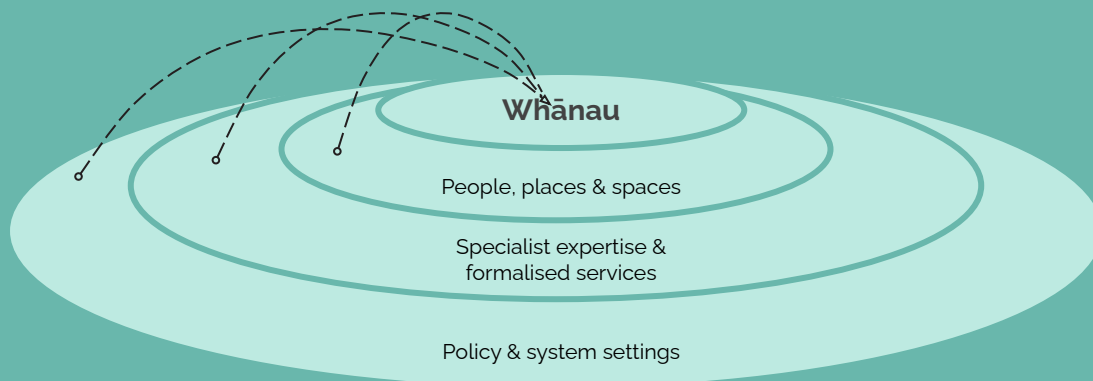 Whānau
People, places & spaces
Specialist expertise &
formalised services
Policy & system settings